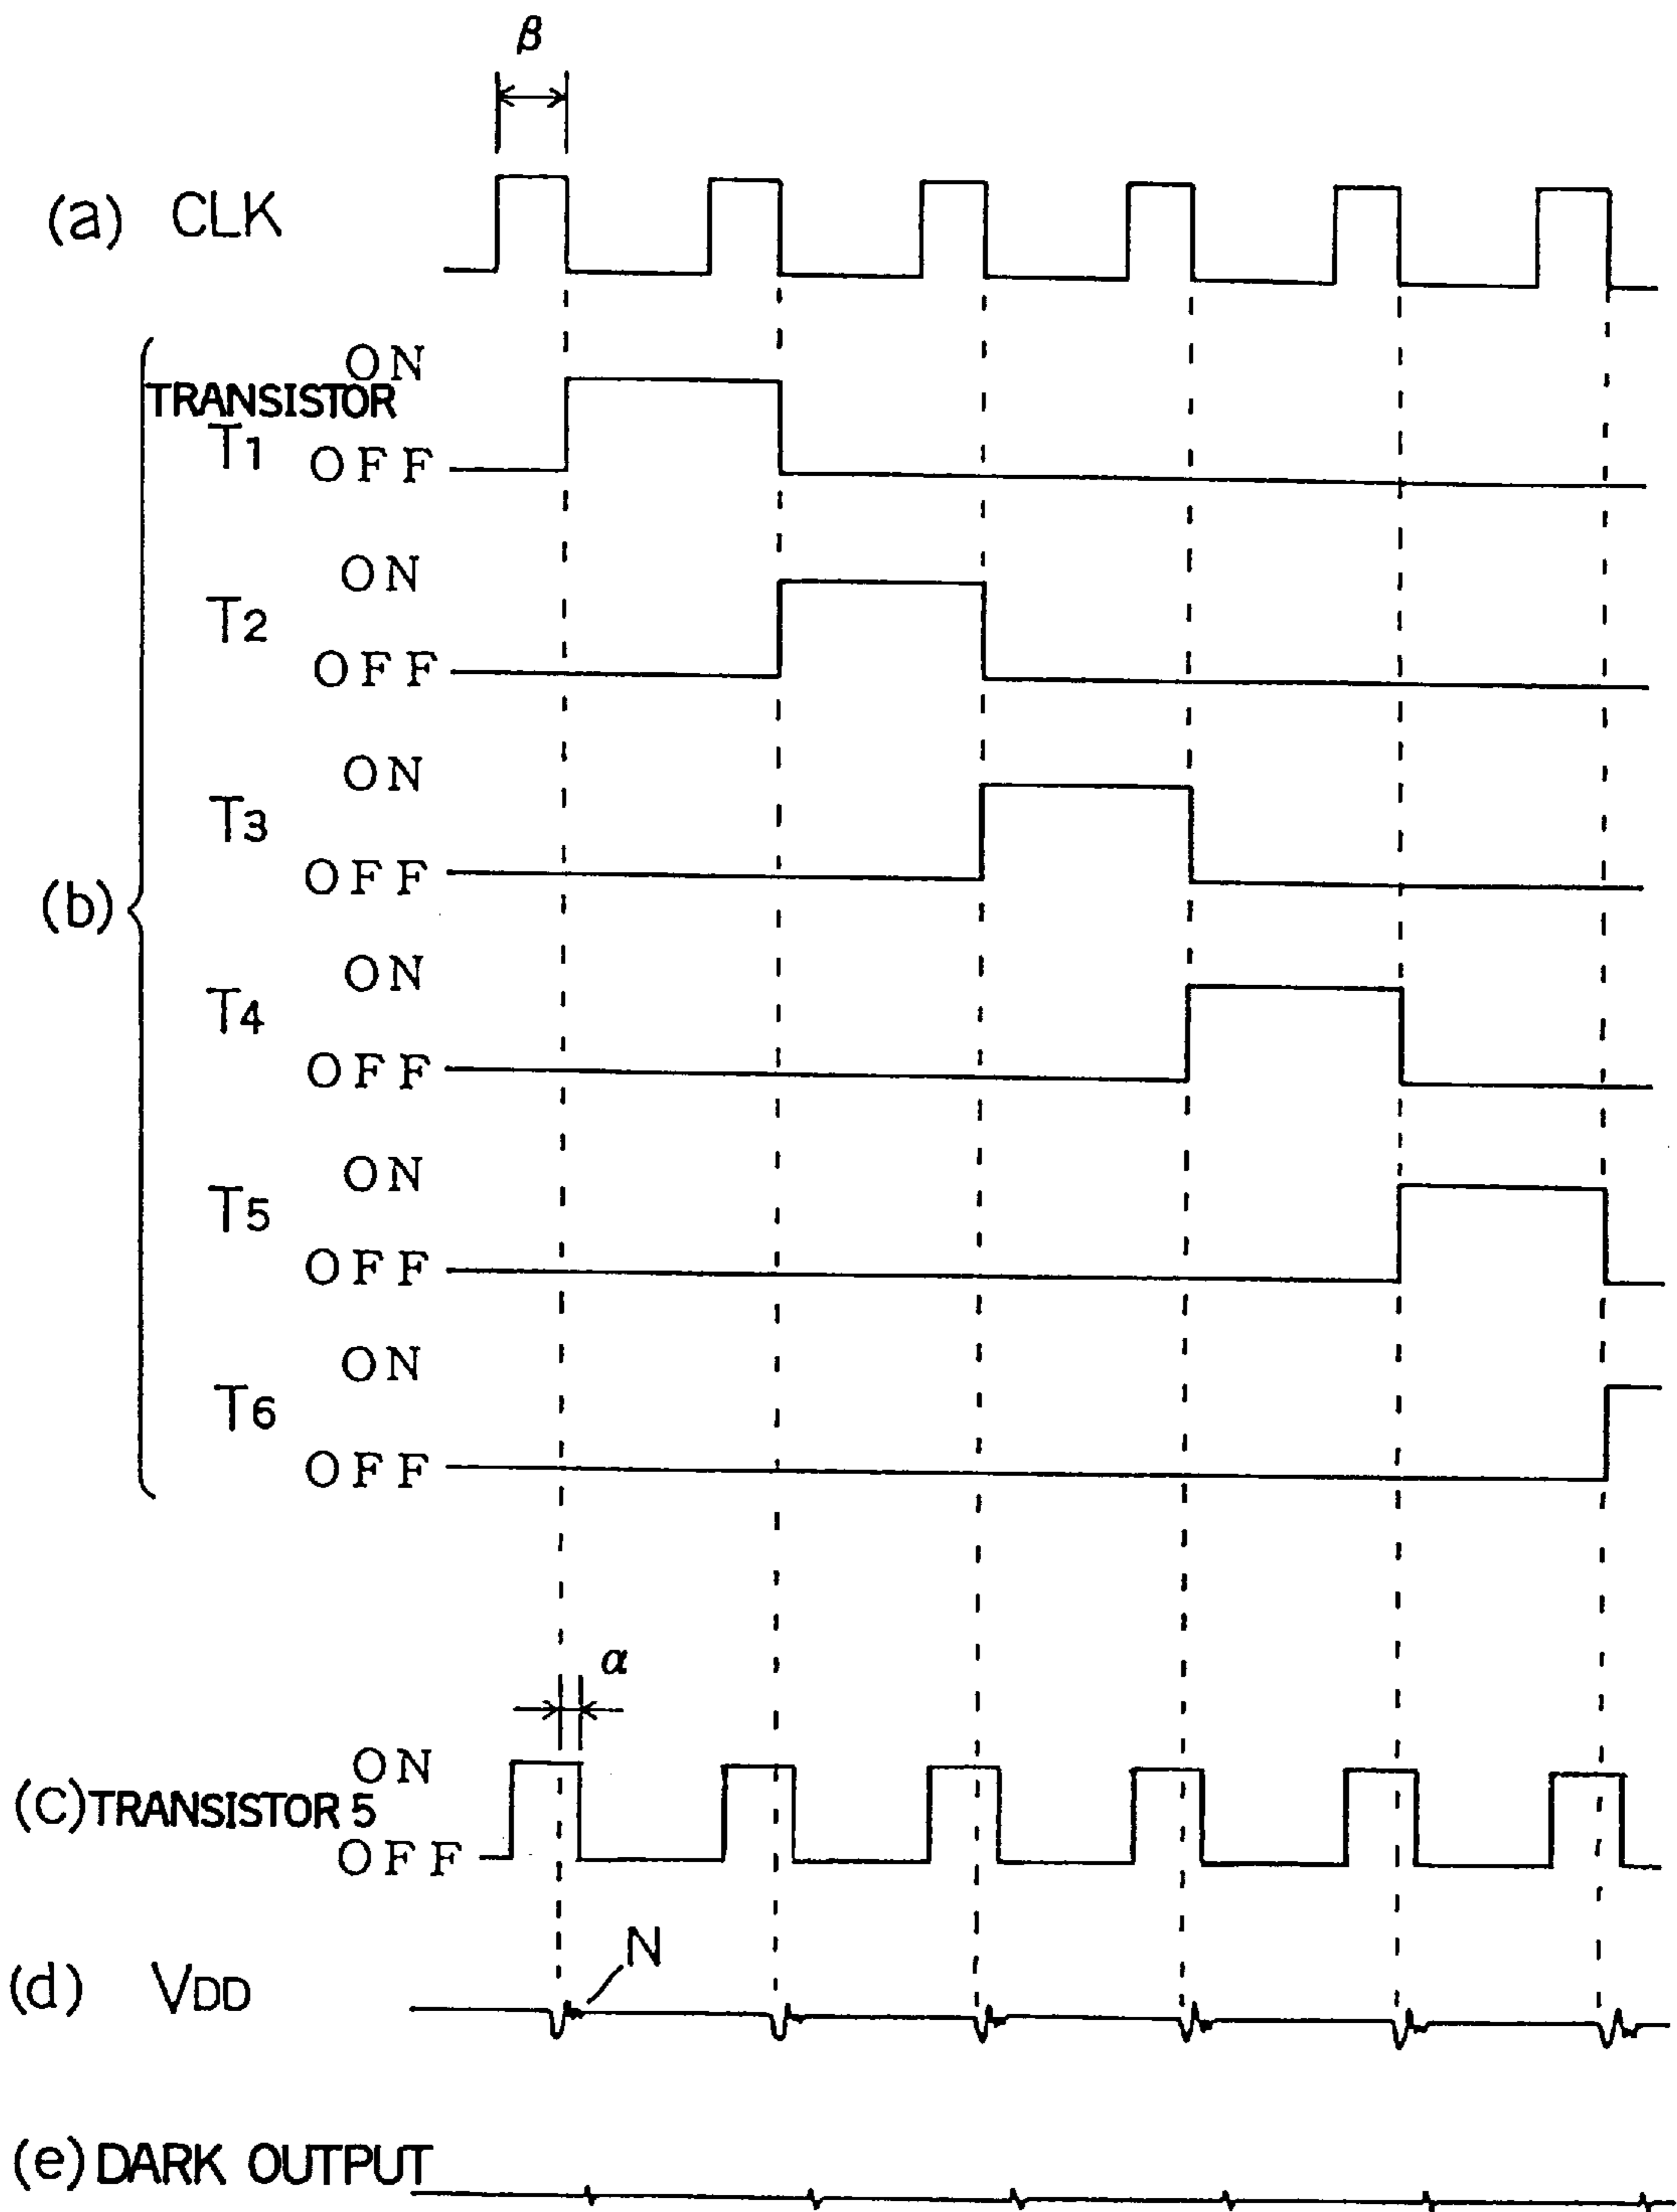 β
(a) CLK
ON
TRANSISTOR
T1 OFF
ON
T2
OFF
ON
T3
OFF
(b)
ON
T4
OFF
ON
T5
OFF
ON
T6
OFF
α
ON
(C) TRANSISTOR 5
OFF
N
(d) VDD
(e) DARK OUTPUT